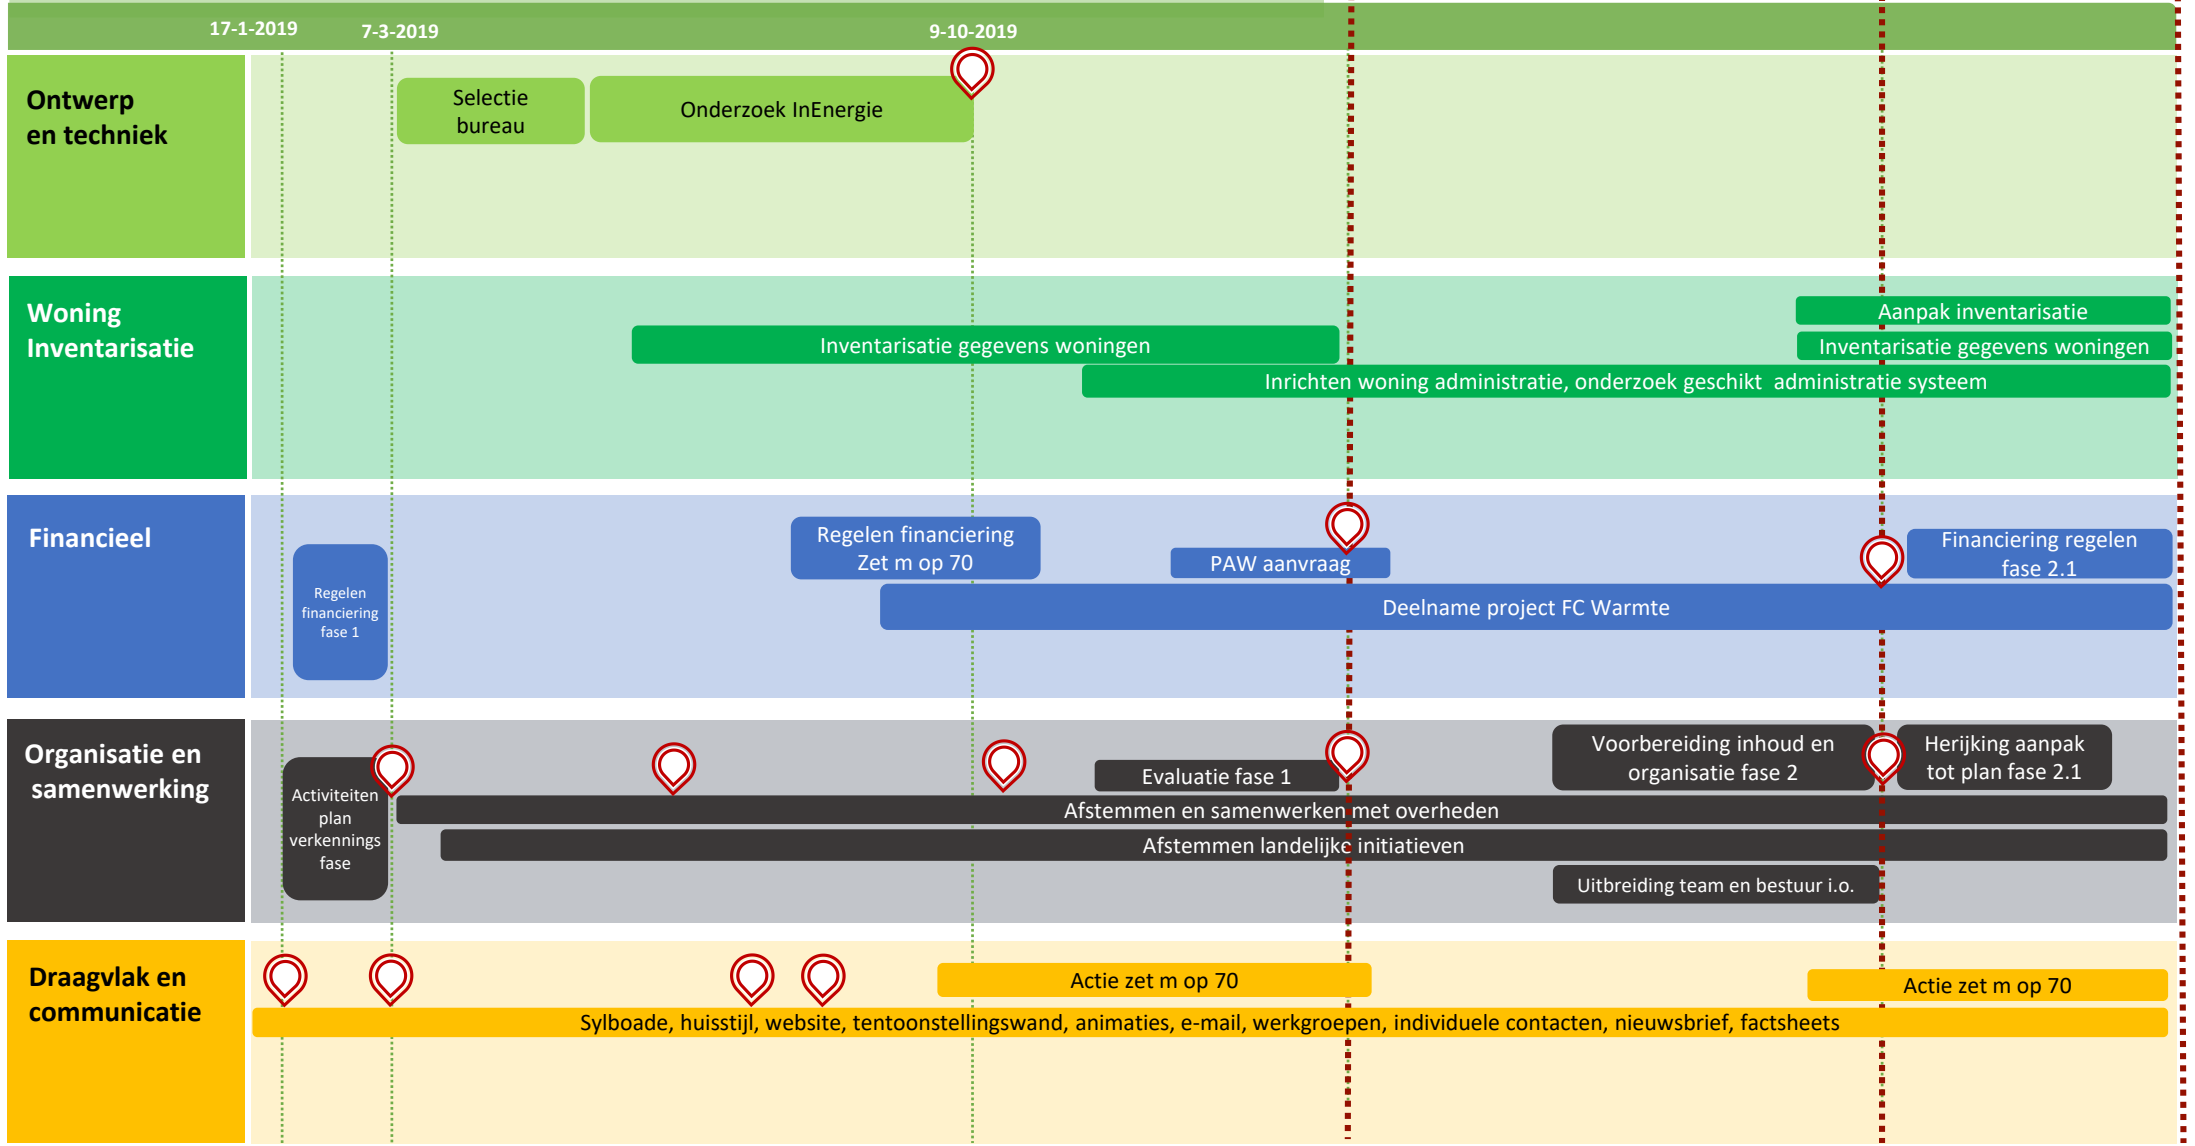 17-1-2019
7-3-2019
9-10-2019
Ontwerp
en techniek
Selectie
bureau
Onderzoek InEnergie
Woning
Inventarisatie
Aanpak inventarisatie
Inventarisatie gegevens woningen
Inventarisatie gegevens woningen
Inrichten woning administratie, onderzoek geschikt  administratie systeem
Financieel
Regelen
financiering
fase 1
Regelen financiering
Zet m op 70
PAW aanvraag
Financiering regelen
fase 2.1
Deelname project FC Warmte
Organisatie en
samenwerking
Activiteiten
plan
verkennings
fase
Evaluatie fase 1
Voorbereiding inhoud en
organisatie fase 2
Herijking aanpak
tot plan fase 2.1
Afstemmen en samenwerken met overheden
Afstemmen landelijke initiatieven
Uitbreiding team en bestuur i.o.
Draagvlak en
communicatie
Actie zet m op 70
Actie zet m op 70
Sylboade, huisstijl, website, tentoonstellingswand, animaties, e-mail, werkgroepen, individuele contacten, nieuwsbrief, factsheets